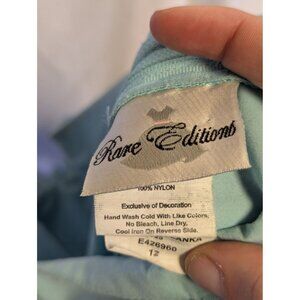 Rare Editions
100% NYLON
Exclusive of Decoration
Hand Wash Cold With Like Colors,
No Bleach, Line Dry,
Cool Iron On Reverse Side.
ANKA
E426960
12